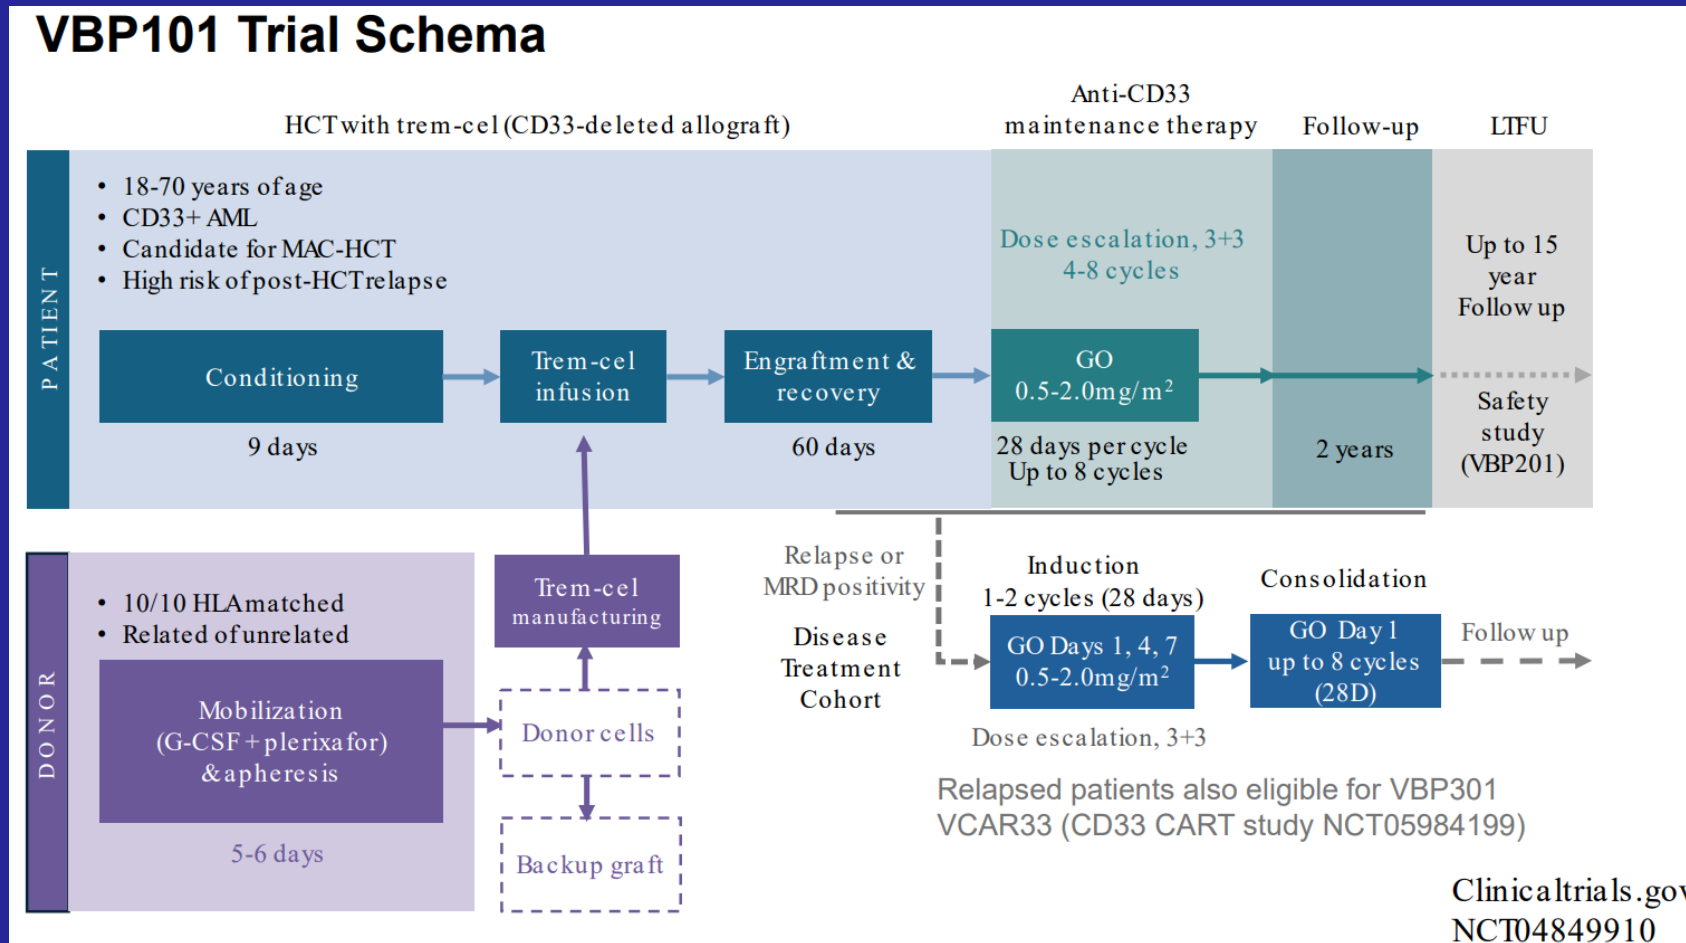 VBP101 Trial Schema
HCT with trem-cel (CD33-deleted allograft)
Anti-CD33
maintenance therapy
Follow-up
LTFU
PATIENT
• 18-70 years of age
• CD33+ AML
• Candidate for MAC-HCT
• High risk of post-HCT relapse
Conditioning
9 days
Trem-cel
infusion
Engraftment &
recovery
60 days
Dose escalation, 3+3
4-8 cycles
GO
0.5-2.0mg/m²
28 days per cycle
Up to 8 cycles
2 years
Up to 15
year
Follow up
Safety
study
(VBP201)
DONOR
• 10/10 HLA matched
• Related of unrelated
Mobilization
(G-CSF + plerixafor)
& apheresis
5-6 days
Trem-cel
manufacturing
Donor cells
Backup graft
Relapse or
MRD positivity
Disease
Treatment
Cohort
Induction
1-2 cycles (28 days)
GO Days 1, 4, 7
0.5-2.0mg/m²
Dose escalation, 3+3
Consolidation
GO Day 1
up to 8 cycles
(28D)
Follow up
Relapsed patients also eligible for VBP301
VCAR33 (CD33 CART study NCT05984199)
Clinicaltrials.gov
NCT04849910